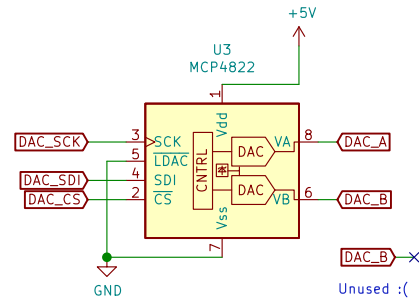 +5V
U3
MCP4822
1
Vdd
DAC_SCK 3 SCK VA 8 DAC_A
5 LDAC DAC
DAC_SDI 4 SDI CNTRL
DAC_CS 2 CS DAC VB 6 DAC_B
Vss
7
DAC_B
GND
Unused :(